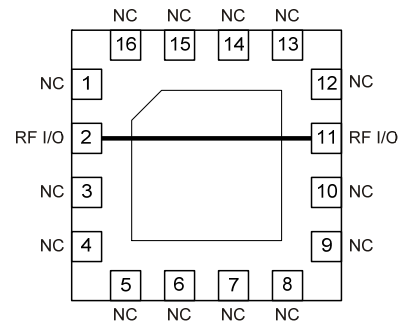 NC NC NC NC
16 15 14 13
NC 1 12 NC
RF I/O 2 11 RF I/O
NC 3 10 NC
NC 4 9 NC
5 6 7 8
NC NC NC NC